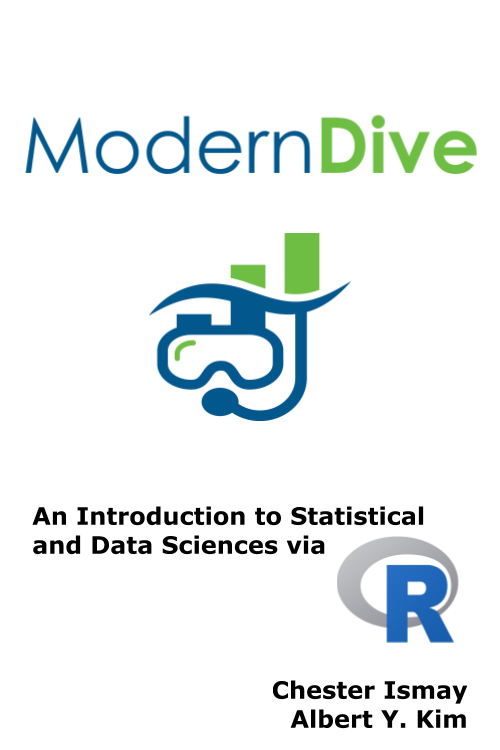 ModernDive
An Introduction to Statistical
and Data Sciences via
R
Chester Ismay
Albert Y. Kim